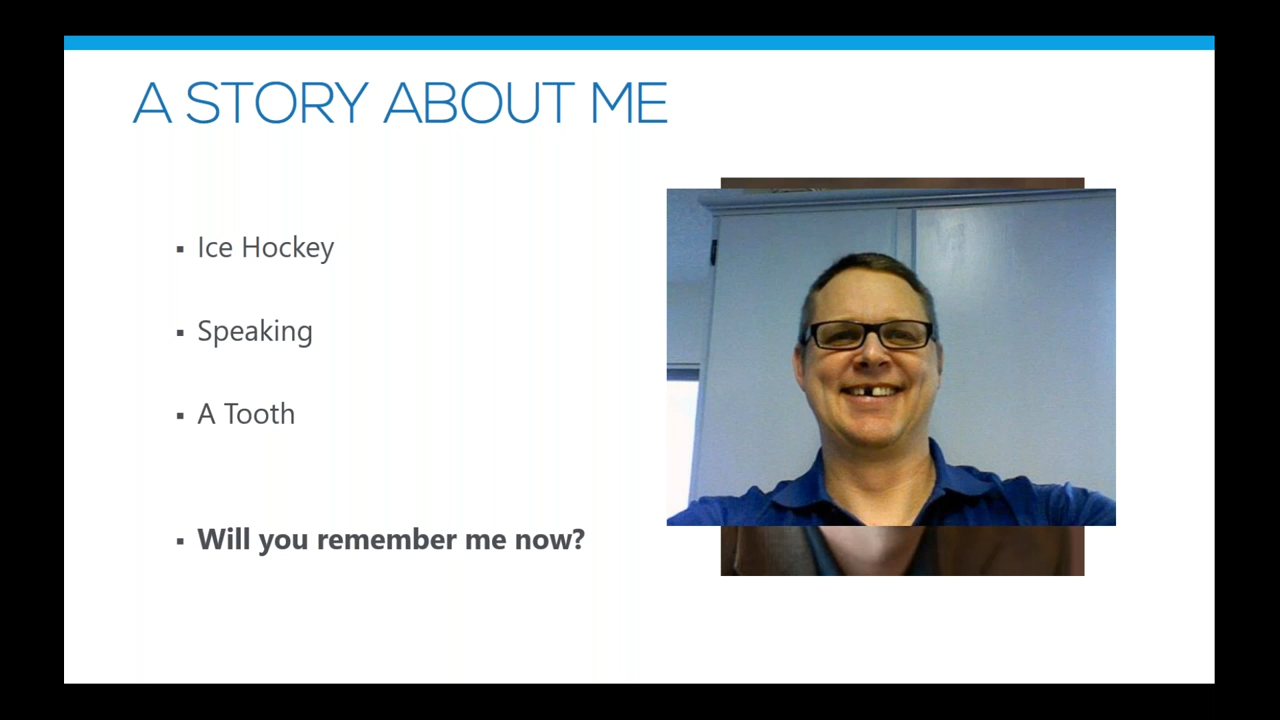 A STORY ABOUT ME
▪ Ice Hockey
▪ Speaking
▪ A Tooth
▪ Will you remember me now?